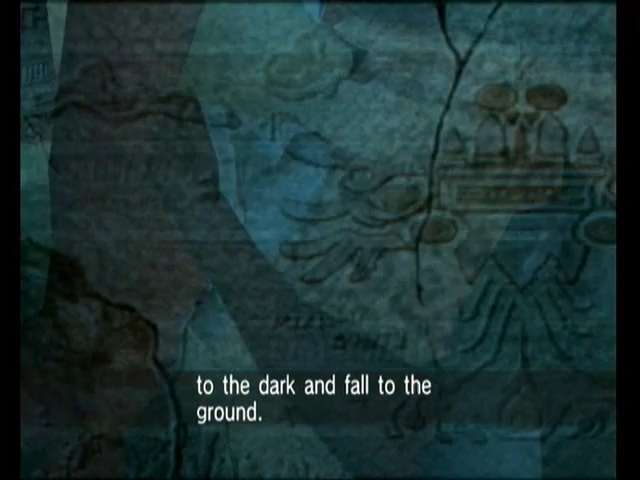 to the dark and fall to the
ground.